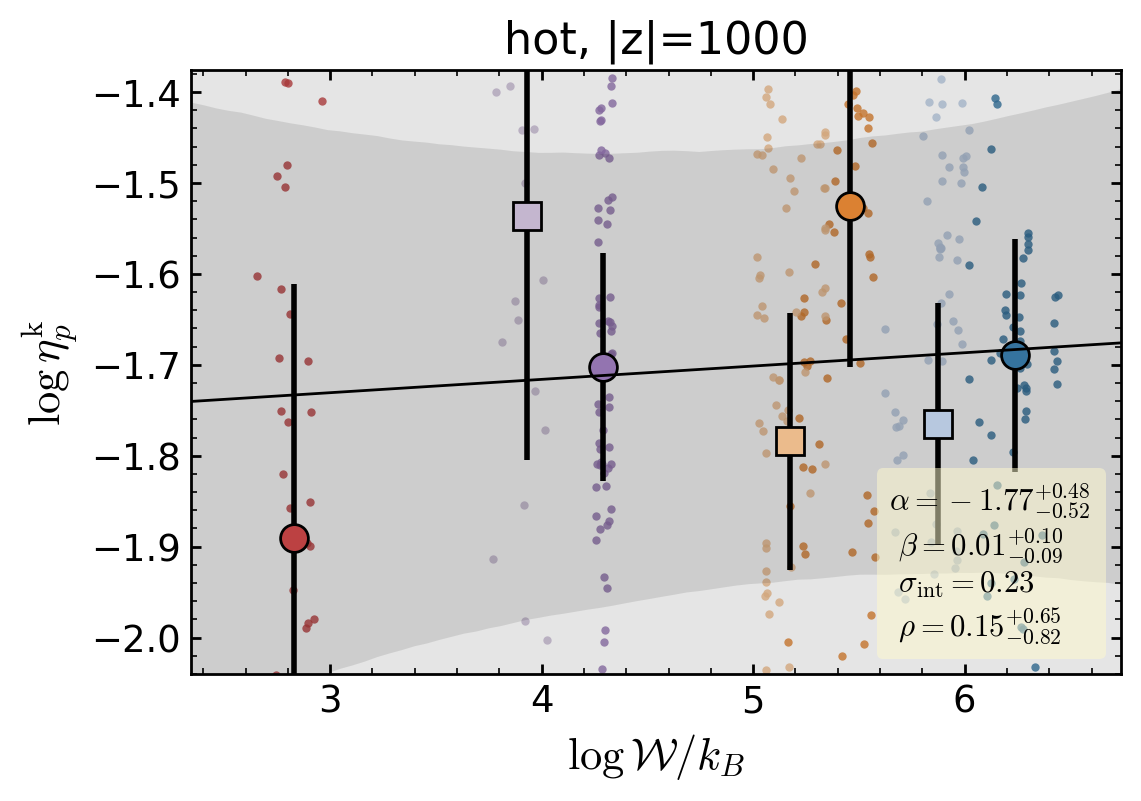 hot, |z|=1000
−1.4
−1.5
−1.6
−1.7
−1.8
−1.9
−2.0
log η_p^k
α = −1.77^{+0.48}_{−0.52}
β = 0.01^{+0.10}_{−0.09}
σ_int = 0.23
ρ = 0.15^{+0.65}_{−0.82}
3 4 5 6
log 𝒲/k_B